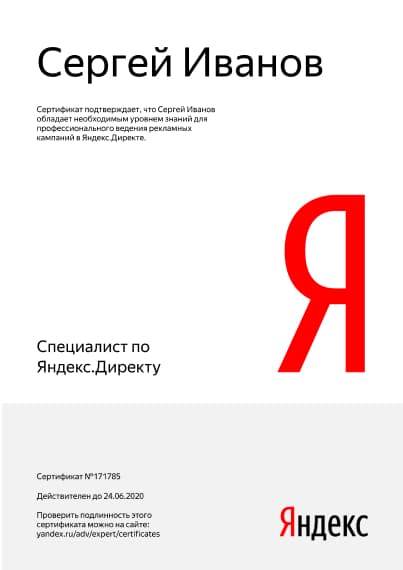 Сергей Иванов
Сертификат подтверждает, что Сергей Иванов
обладает необходимым уровнем знаний для
профессионального ведения рекламных
кампаний в Яндекс.Директе.
Я
Специалист по
Яндекс.Директу
Сертификат №171785
Действителен до 24.06.2020
Проверить подлинность этого
сертификата можно на сайте:
yandex.ru/adv/expert/certificates
Яндекс